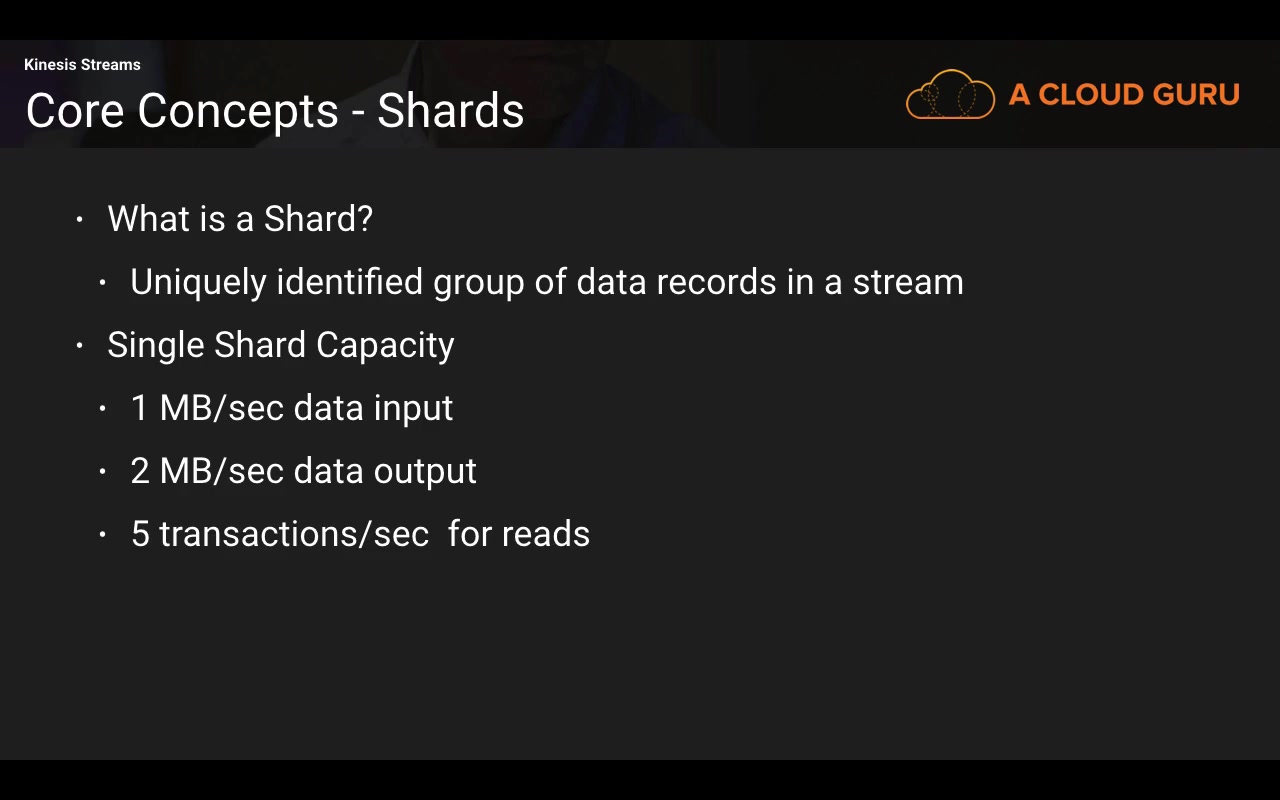 Kinesis Streams
Core Concepts - Shards
A CLOUD GURU
• What is a Shard?
• Uniquely identified group of data records in a stream
• Single Shard Capacity
• 1 MB/sec data input
• 2 MB/sec data output
• 5 transactions/sec  for reads